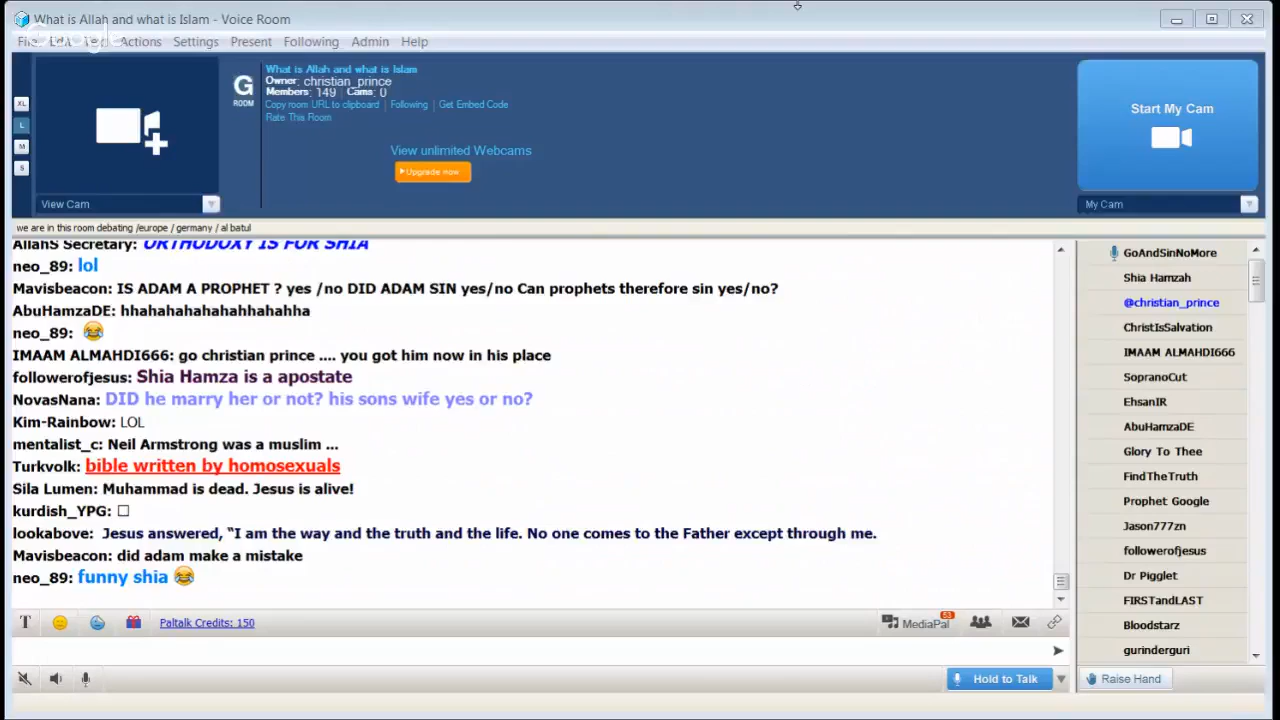 What is Allah and what is Islam - Voice Room
Google
Actions Settings Present Following Admin Help
What is Allah and what is Islam
G ROOM
Owner: christian_prince
Members: 149 Cams: 0
Copy room URL to clipboard | Following | Get Embed Code
Rate This Room
View unlimited Webcams
Upgrade now
Start My Cam
XL
L
M
S
View Cam
My Cam
we are in this room debating /europe / germany / al batul
AllahS Secretary: ORTHODOXY IS FOR SHIA
neo_89: lol
Mavisbeacon: IS ADAM A PROPHET ? yes /no DID ADAM SIN yes/no Can prophets therefore sin yes/no?
AbuHamzaDE: hhahahahahahahhahahha
neo_89: 😂
IMAAM ALMAHDI666: go christian prince .... you got him now in his place
followerofjesus: Shia Hamza is a apostate
NovasNana: DID he marry her or not? his sons wife yes or no?
Kim-Rainbow: LOL
mentalist_c: Neil Armstrong was a muslim ...
Turkvolk: bible written by homosexuals
Sila Lumen: Muhammad is dead. Jesus is alive!
kurdish_YPG: □
lookabove: Jesus answered, “I am the way and the truth and the life. No one comes to the Father except through me.
Mavisbeacon: did adam make a mistake
neo_89: funny shia 😂
GoAndSinNoMore
Shia Hamzah
@christian_prince
ChristIsSalvation
IMAAM ALMAHDI666
SopranoCut
EhsanIR
AbuHamzaDE
Glory To Thee
FindTheTruth
Prophet Google
Jason777zn
followerofjesus
Dr Pigglet
FIRSTandLAST
Bloodstarz
gurinderguri
T Paltalk Credits: 150
MediaPal 53
Hold to Talk
Raise Hand